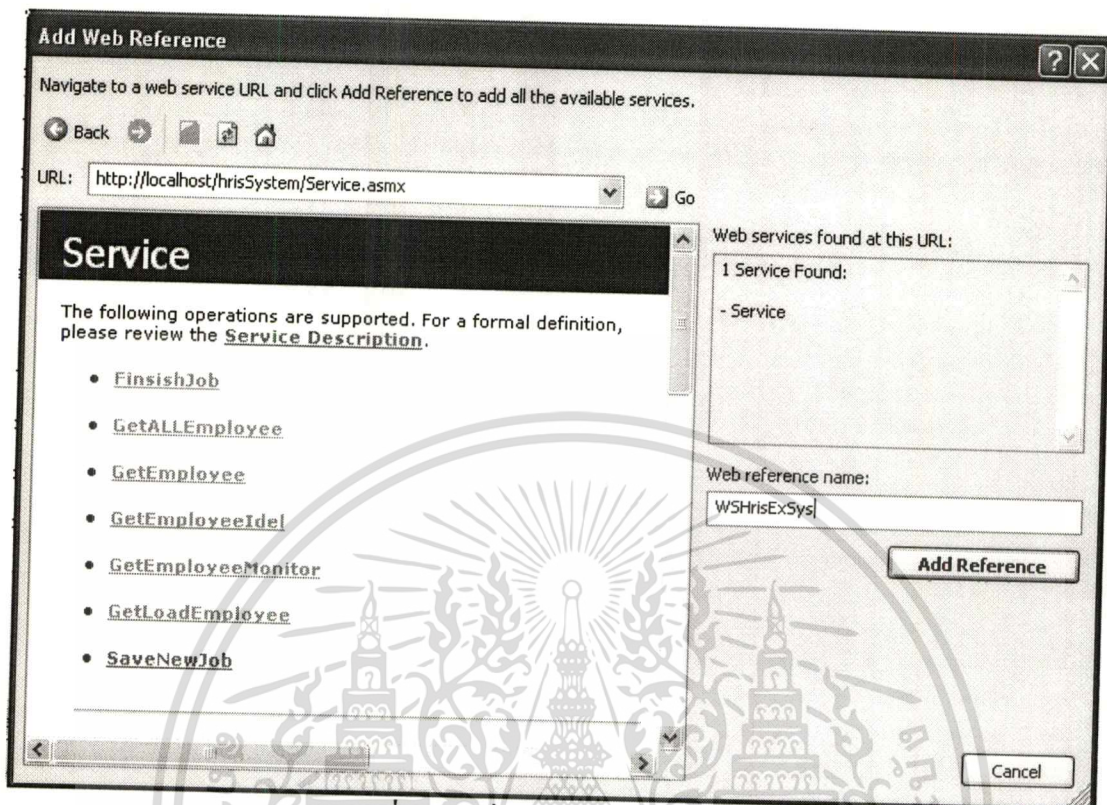 Add Web Reference
Navigate to a web service URL and click Add Reference to add all the available services.
Back
URL: http://localhost/hrisSystem/Service.asmx Go
Service
The following operations are supported. For a formal definition,
please review the Service Description.
FinsishJob
GetALLEmployee
GetEmployee
GetEmployeeIdel
GetEmployeeMonitor
GetLoadEmployee
SaveNewJob
Web services found at this URL:
1 Service Found:
- Service
Web reference name:
WSHrisExSys
Add Reference
Cancel